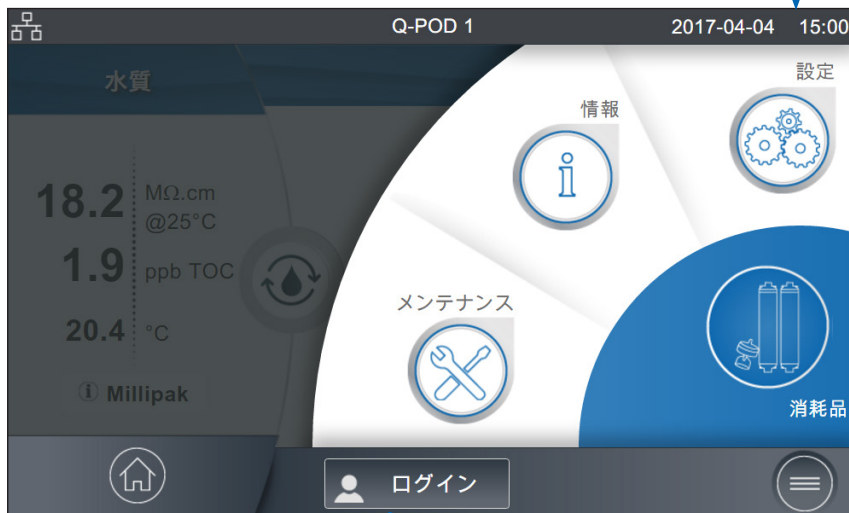 Q-POD 1
2017-04-04 15:00
水質
18.2 MΩ.cm
@25°C
1.9 ppb TOC
20.4 °C
i Millipak
設定
情報
メンテナンス
消耗品
ログイン